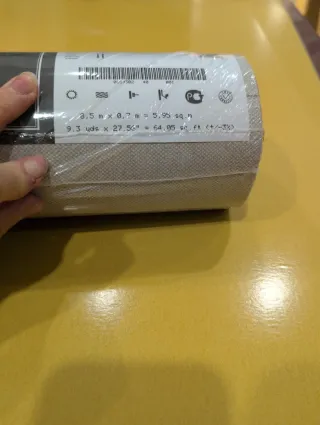 8.5 m x 0.7 m = 5.95 sq.m
9.3 yds x 27.56" = 64.05 sq.ft (+/-3%)